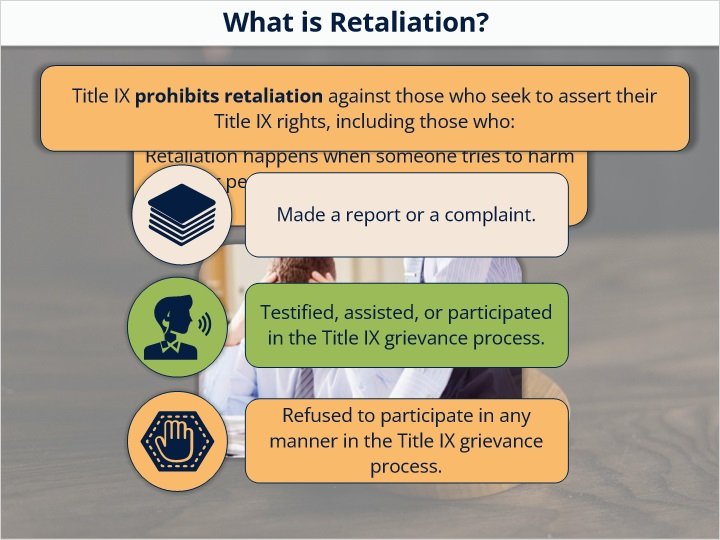 What is Retaliation?
Title IX prohibits retaliation against those who seek to assert their
Title IX rights, including those who:
Retaliation happens when someone tries to harm
Made a report or a complaint.
Testified, assisted, or participated
in the Title IX grievance process.
Refused to participate in any
manner in the Title IX grievance
process.